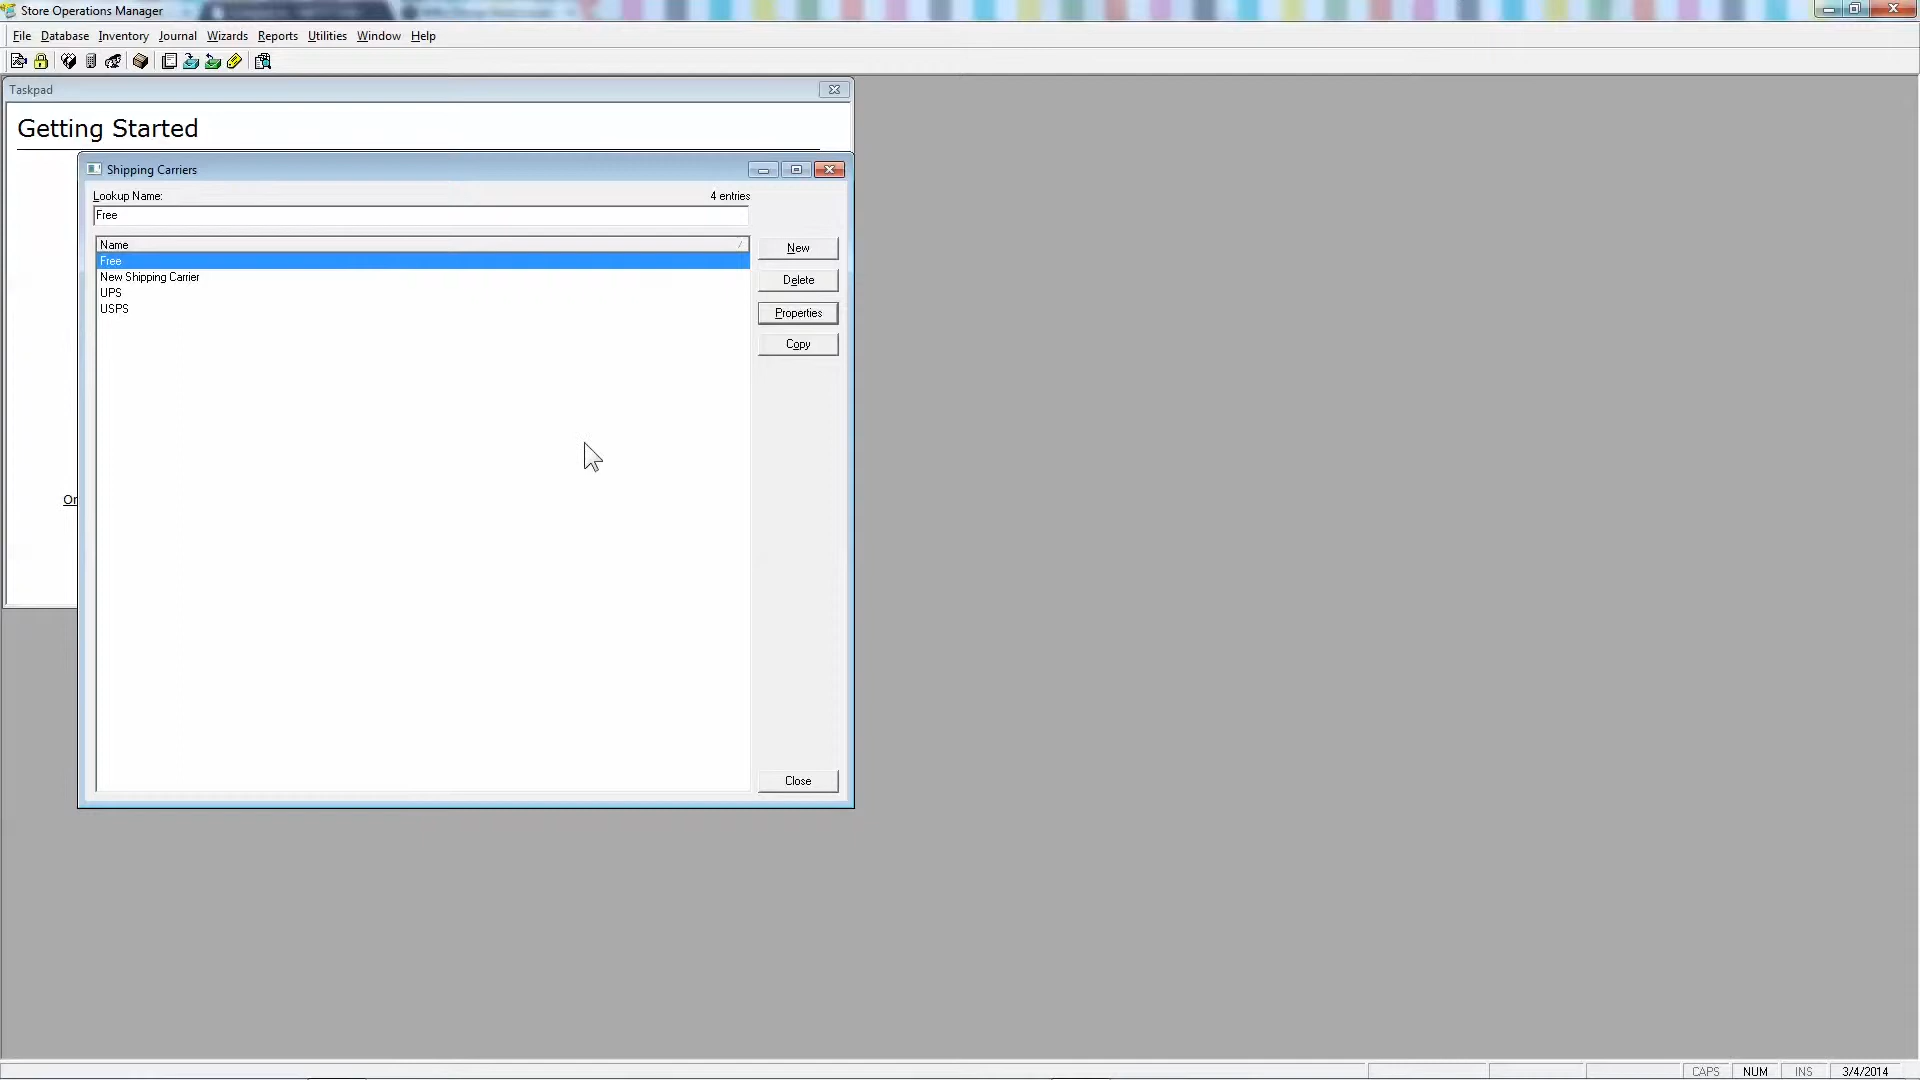 Store Operations Manager
File Database Inventory Journal Wizards Reports Utilities Window Help
Taskpad
Getting Started
Shipping Carriers
Lookup Name: 4 entries
Free
Name
Free
New Shipping Carrier
UPS
USPS
New
Delete
Properties
Copy
Or
Close
CAPS NUM INS 3/4/2014